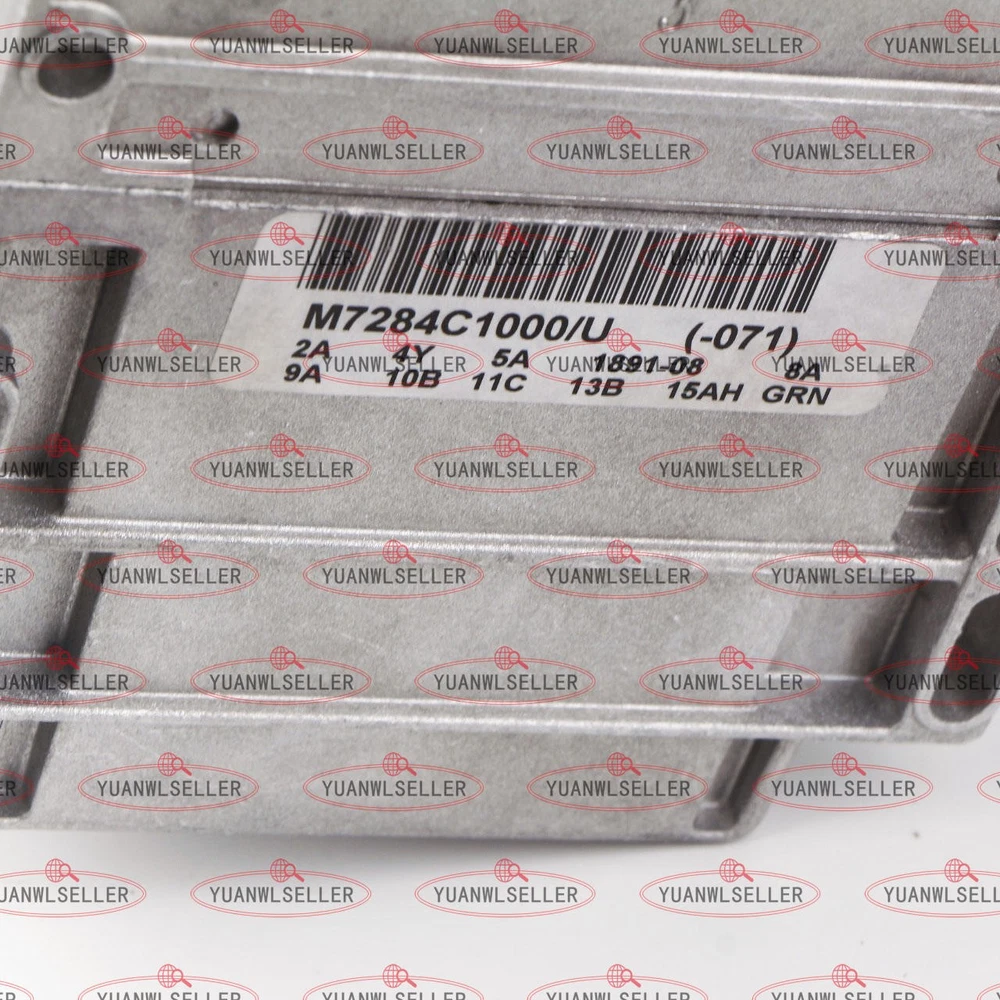 M7284C1000/U (-071)
2A 4Y 5A 1891-08 8A
9A 10B 11C 13B 15AH GRN
YUANWLSELLER